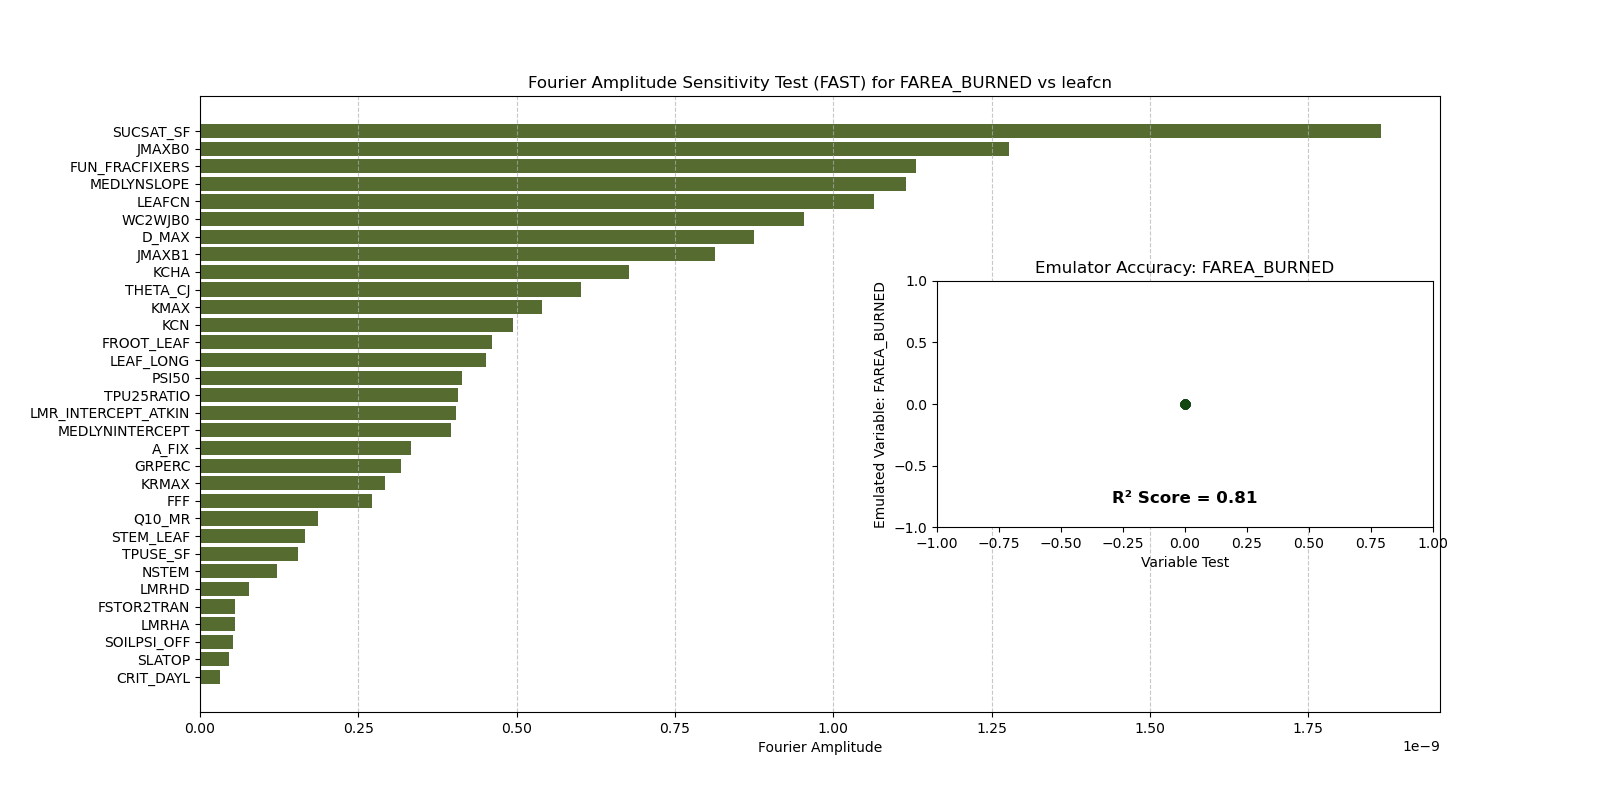 Fourier Amplitude Sensitivity Test (FAST) for FAREA_BURNED vs leafcn
SUCSAT_SF
JMAXB0
FUN_FRACFIXERS
MEDLYNSLOPE
LEAFCN
WC2WJB0
D_MAX
JMAXB1
KCHA
THETA_CJ
KMAX
KCN
FROOT_LEAF
LEAF_LONG
PSI50
TPU25RATIO
LMR_INTERCEPT_ATKIN
MEDLYNINTERCEPT
A_FIX
GRPERC
KRMAX
FFF
Q10_MR
STEM_LEAF
TPUSE_SF
NSTEM
LMRHD
FSTOR2TRAN
LMRHA
SOILPSI_OFF
SLATOP
CRIT_DAYL
0.00 0.25 0.50 0.75 1.00 1.25 1.50 1.75
1e−9
Fourier Amplitude
Emulator Accuracy: FAREA_BURNED
Emulated Variable: FAREA_BURNED
1.0
0.5
0.0
−0.5
−1.0
R² Score = 0.81
−1.00 −0.75 −0.50 −0.25 0.00 0.25 0.50 0.75 1.00
Variable Test